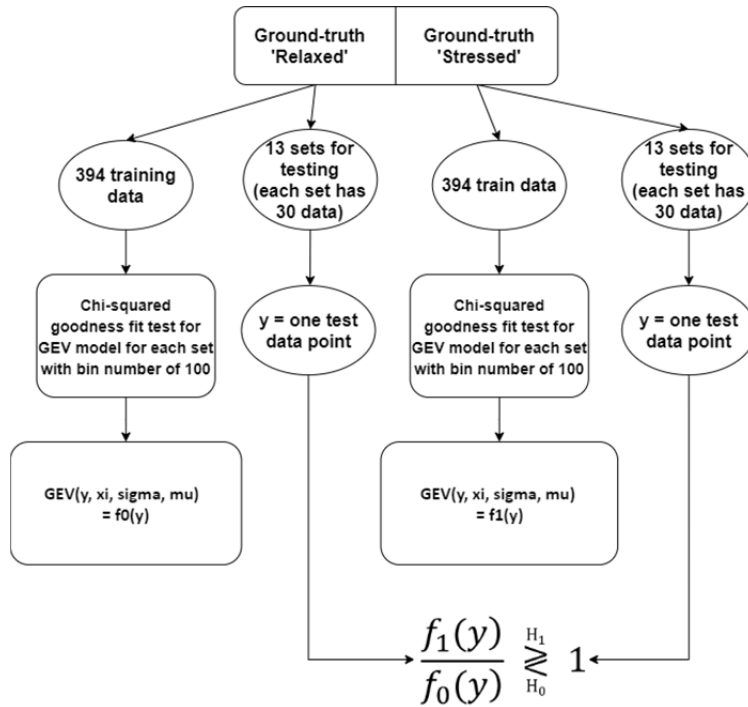 Ground-truth
'Relaxed'
Ground-truth
'Stressed'
394 training
data
13 sets for
testing
(each set has
30 data)
394 train data
13 sets for
testing
(each set has
30 data)
Chi-squared
goodness fit test for
GEV model for each set
with bin number of 100
y = one test
data point
Chi-squared
goodness fit test for
GEV model for each set
with bin number of 100
y = one test
data point
GEV(y, xi, sigma, mu)
= f0(y)
GEV(y, xi, sigma, mu)
= f1(y)
f₁(y) / f₀(y) H₁ ≷ H₀ 1